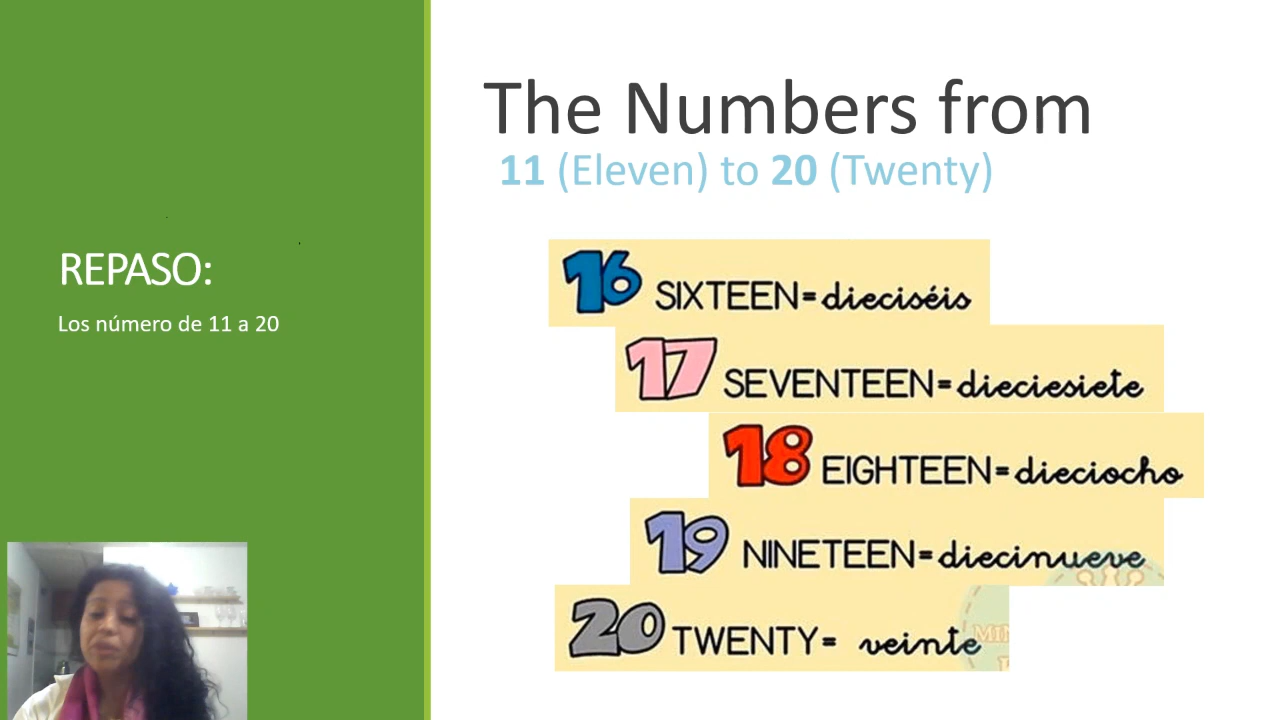 The Numbers from
11 (Eleven) to 20 (Twenty)
REPASO:
Los número de 11 a 20
16 SIXTEEN=dieciséis
17 SEVENTEEN=dieciesiete
18 EIGHTEEN=dieciocho
19 NINETEEN=diecinueve
20 TWENTY= veinte